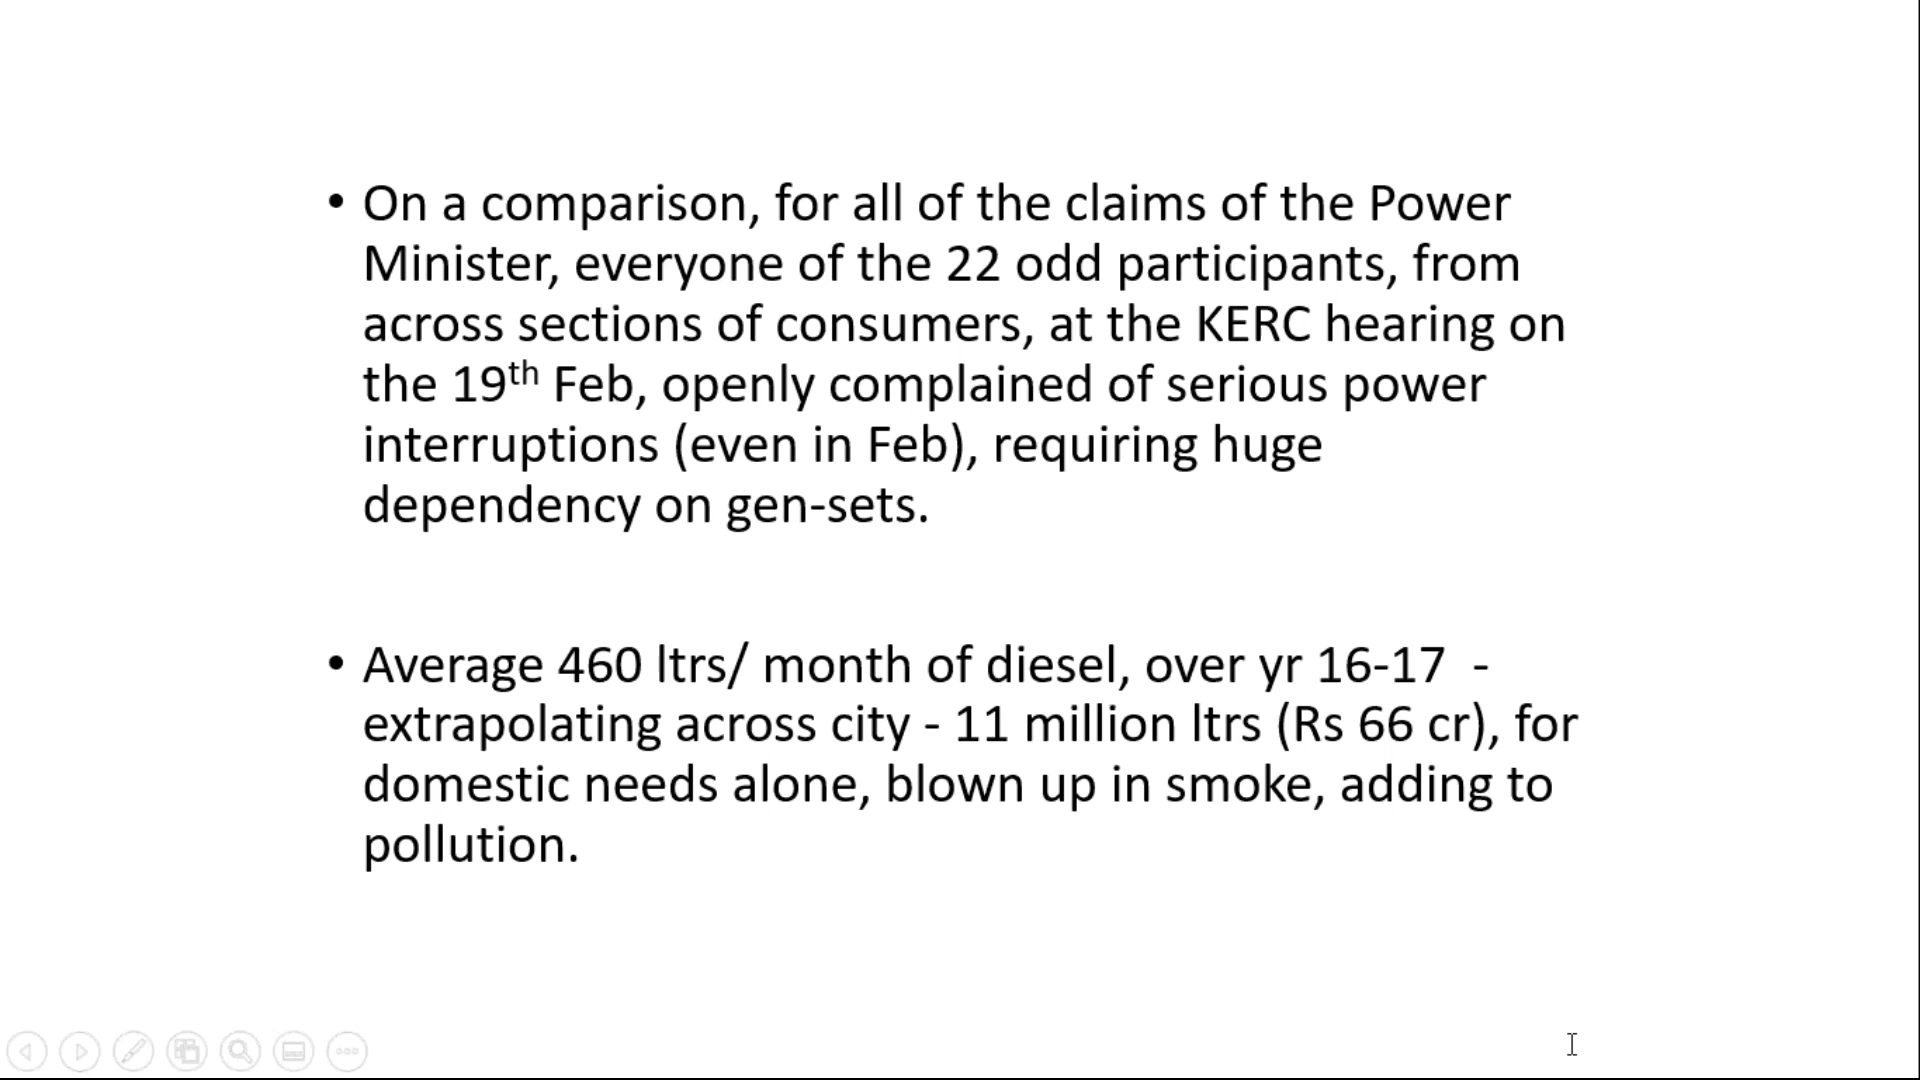 • On a comparison, for all of the claims of the Power
Minister, everyone of the 22 odd participants, from
across sections of consumers, at the KERC hearing on
the 19th Feb, openly complained of serious power
interruptions (even in Feb), requiring huge
dependency on gen-sets.
• Average 460 ltrs/ month of diesel, over yr 16-17  -
extrapolating across city - 11 million ltrs (Rs 66 cr), for
domestic needs alone, blown up in smoke, adding to
pollution.